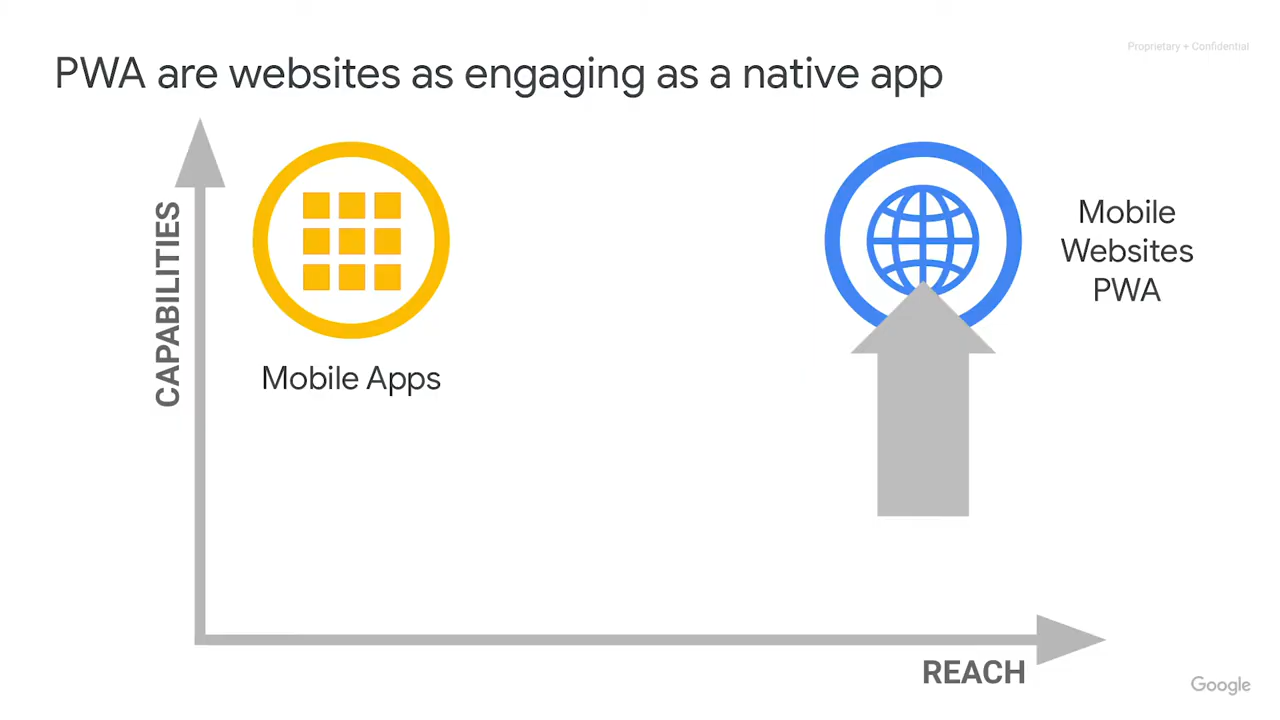 Proprietary + Confidential
PWA are websites as engaging as a native app
CAPABILITIES
Mobile Apps
Mobile
Websites
PWA
REACH
Google